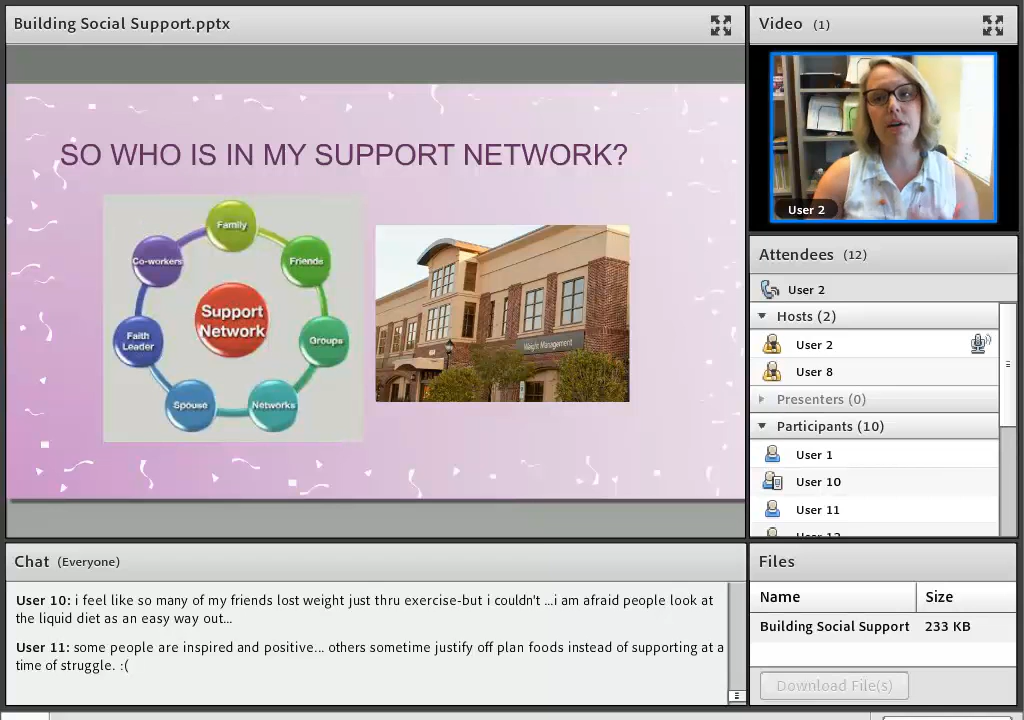 Building Social Support.pptx
SO WHO IS IN MY SUPPORT NETWORK?
Family
Co-workers
Friends
Support
Network
Faith
Leader
Groups
Spouse
Networks
Weight Management
Video (1)
User 2
Attendees (12)
User 2
Hosts (2)
User 2
User 8
Presenters (0)
Participants (10)
User 1
User 10
User 11
Chat (Everyone)
User 10: i feel like so many of my friends lost weight just thru exercise-but i couldn't ...i am afraid people look at
the liquid diet as an easy way out...
User 11: some people are inspired and positive... others sometime justify off plan foods instead of supporting at a
time of struggle. :(
Files
Name Size
Building Social Support 233 KB
Download File(s)